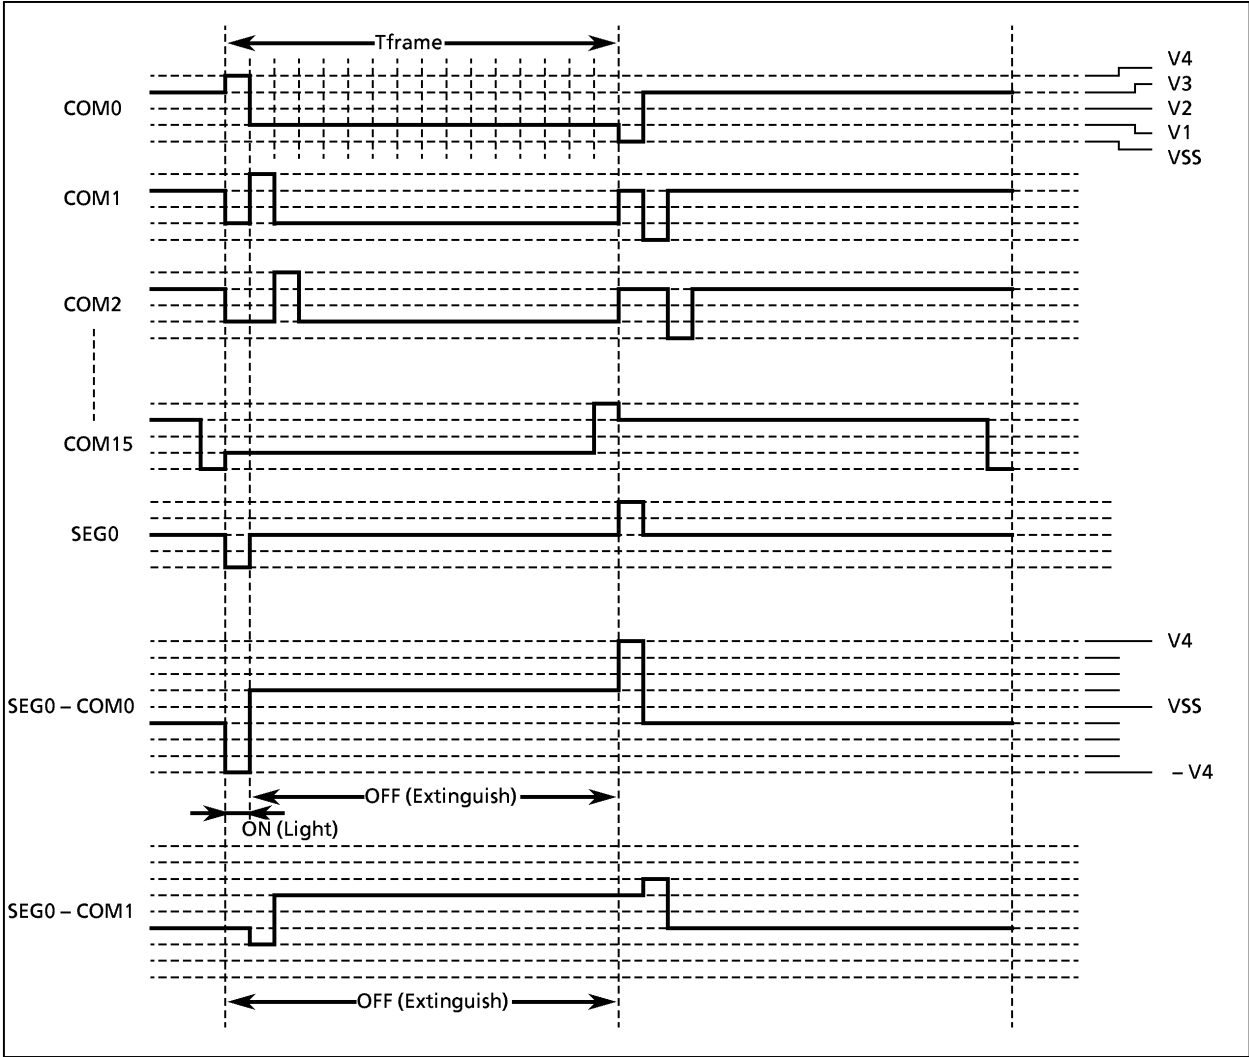 Tframe
V4
COM0
V3
V2
V1
VSS
COM1
COM2
COM15
SEG0
V4
SEG0 – COM0
VSS
– V4
OFF (Extinguish)
ON (Light)
SEG0 – COM1
OFF (Extinguish)